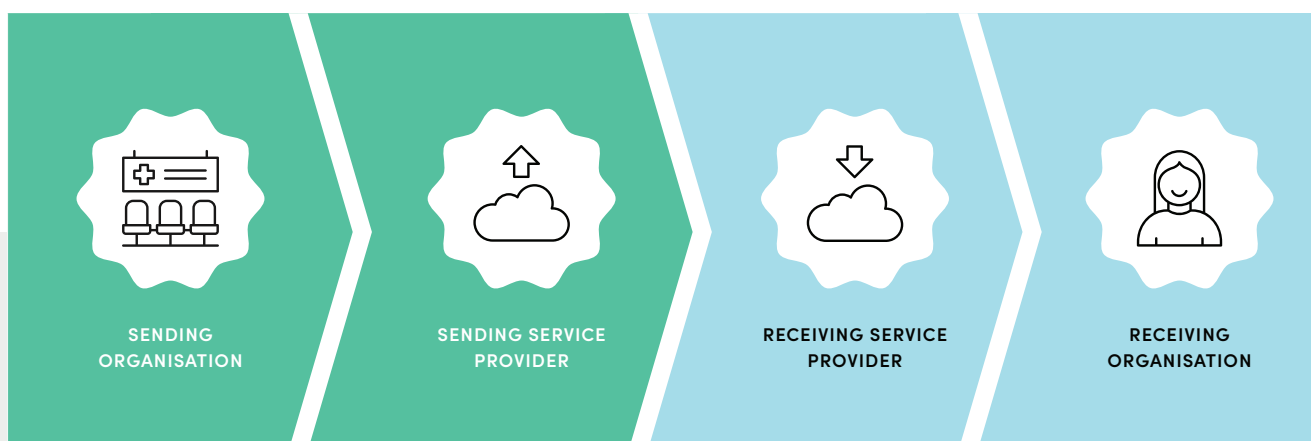 SENDING
ORGANISATION
SENDING SERVICE
PROVIDER
RECEIVING SERVICE
PROVIDER
RECEIVING
ORGANISATION